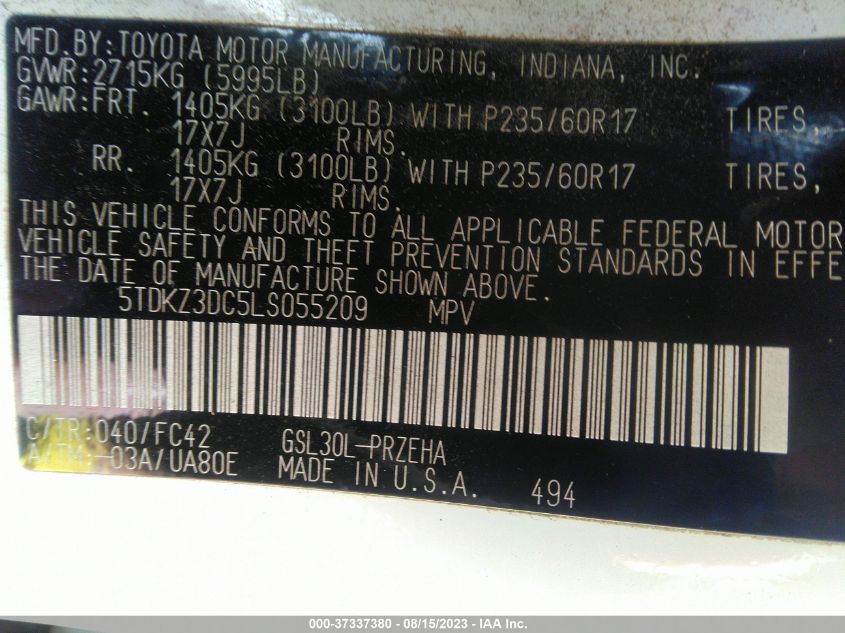 MFD.BY:TOYOTA MOTOR MANUFACTURING, INDIANA, INC.
GVWR:2715KG (5995LB)
GAWR:FRT. 1405KG (3100LB) WITH P235/60R17 TIRES,
17X7J RIMS.
RR. 1405KG (3100LB) WITH P235/60R17 TIRES,
17X7J RIMS.
THIS VEHICLE CONFORMS TO ALL APPLICABLE FEDERAL MOTOR
VEHICLE SAFETY AND THEFT PREVENTION STANDARDS IN EFFE
THE DATE OF MANUFACTURE SHOWN ABOVE.
5TDKZ3DC5LS055209 MPV
C/TR:040/FC42 GSL30L-PRZEHA
A/TM:-03A/UA80E MADE IN U.S.A. 494
000-37337380 - 08/15/2023 - IAA Inc.